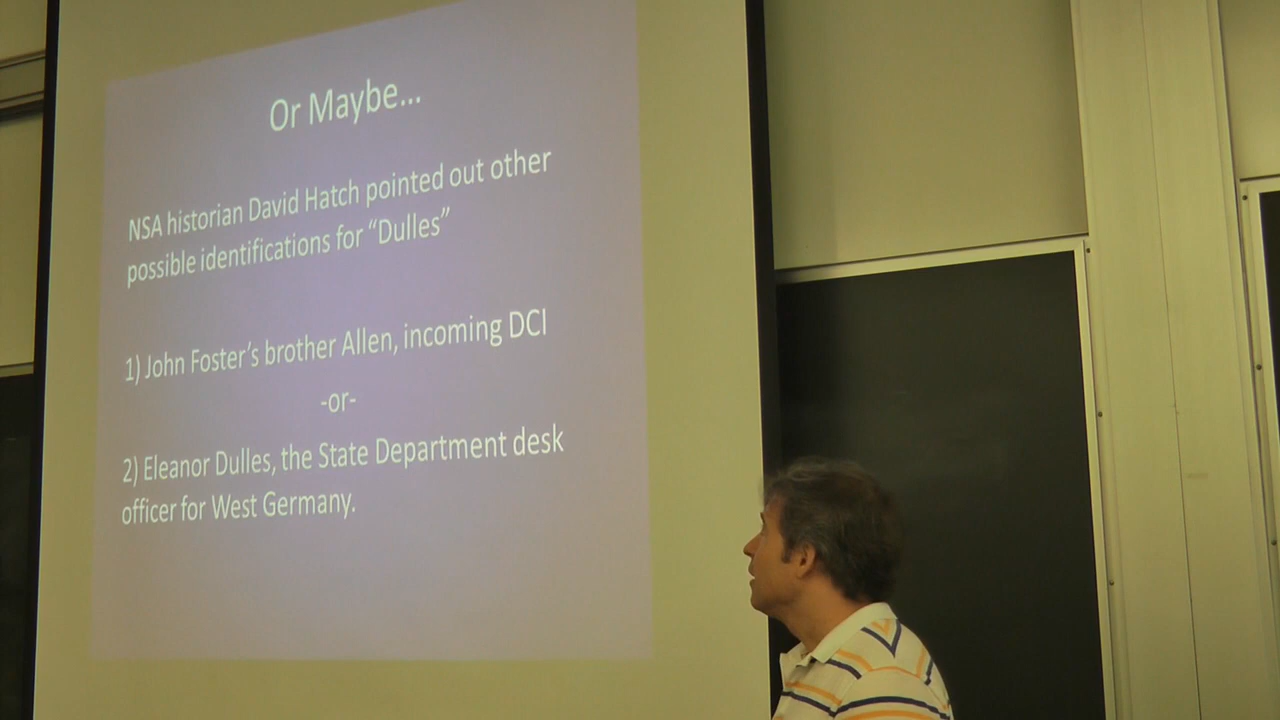 Or Maybe...
NSA historian David Hatch pointed out other
possible identifications for “Dulles”
1) John Foster’s brother Allen, incoming DCI
-or-
2) Eleanor Dulles, the State Department desk
officer for West Germany.